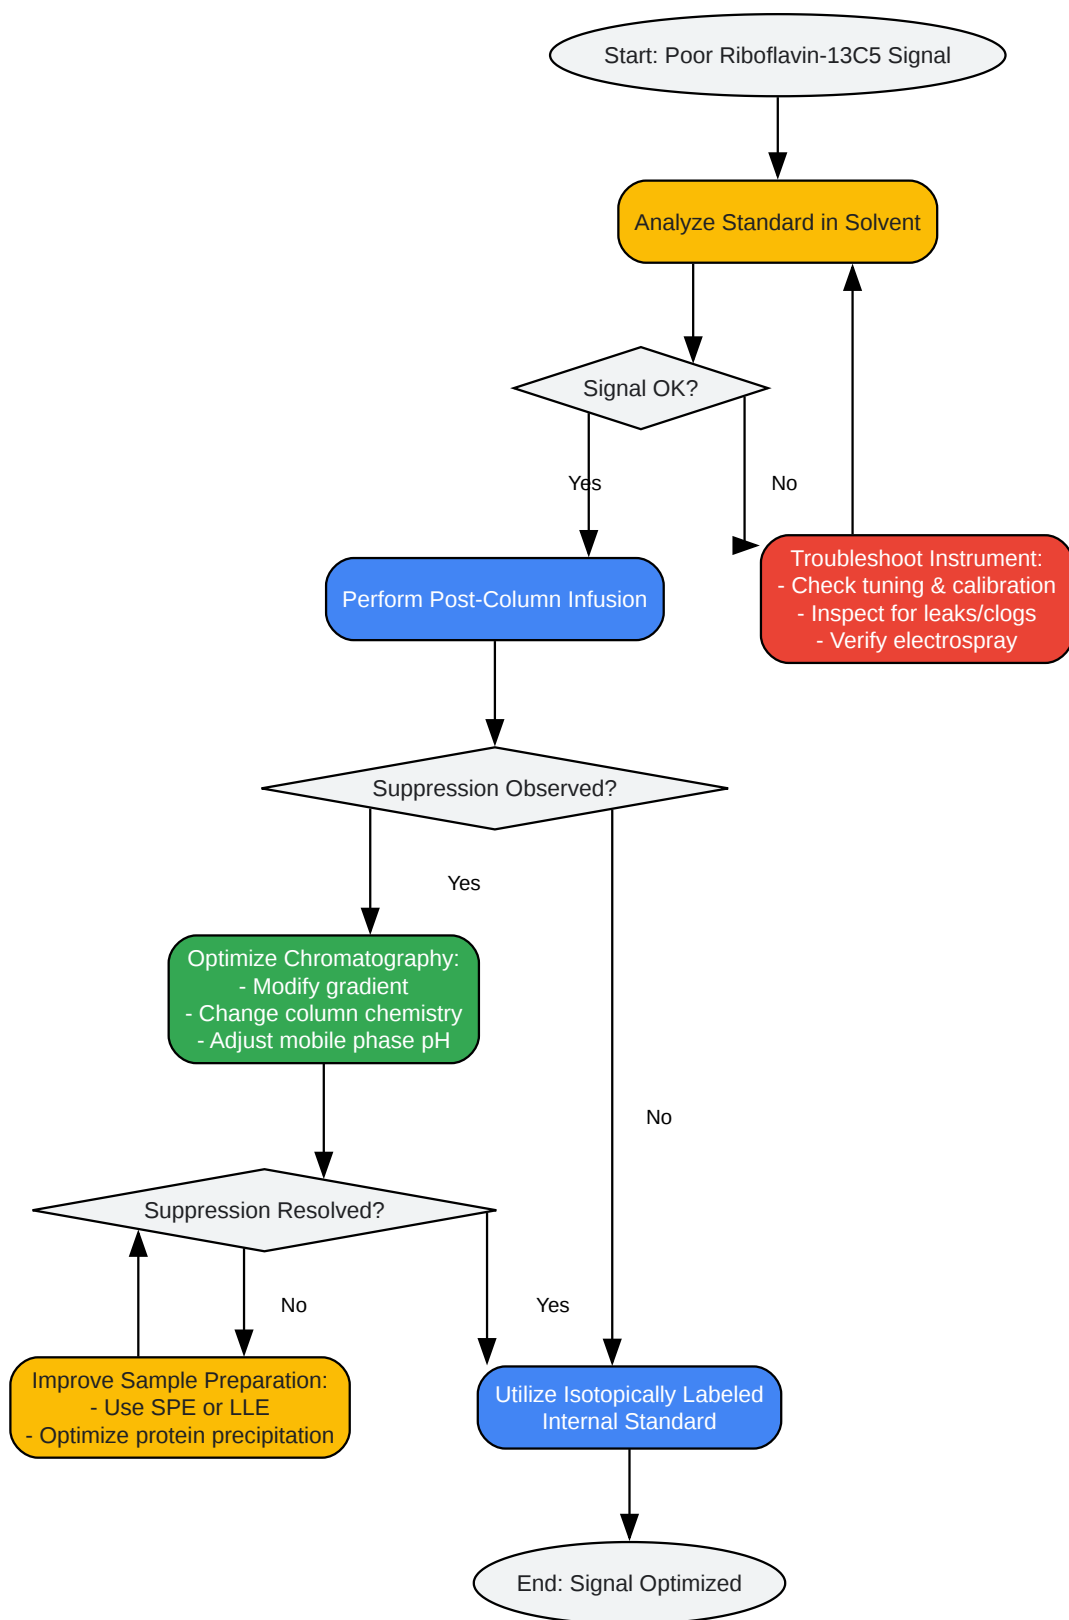 Start: Poor Riboflavin-13C5 Signal
Analyze Standard in Solvent
Signal OK?
Yes
No
Troubleshoot Instrument:
- Check tuning & calibration
- Inspect for leaks/clogs
- Verify electrospray
Perform Post-Column Infusion
Suppression Observed?
Yes
Optimize Chromatography:
- Modify gradient
- Change column chemistry
- Adjust mobile phase pH
No
Suppression Resolved?
No
Yes
Improve Sample Preparation:
- Use SPE or LLE
- Optimize protein precipitation
Utilize Isotopically Labeled
Internal Standard
End: Signal Optimized